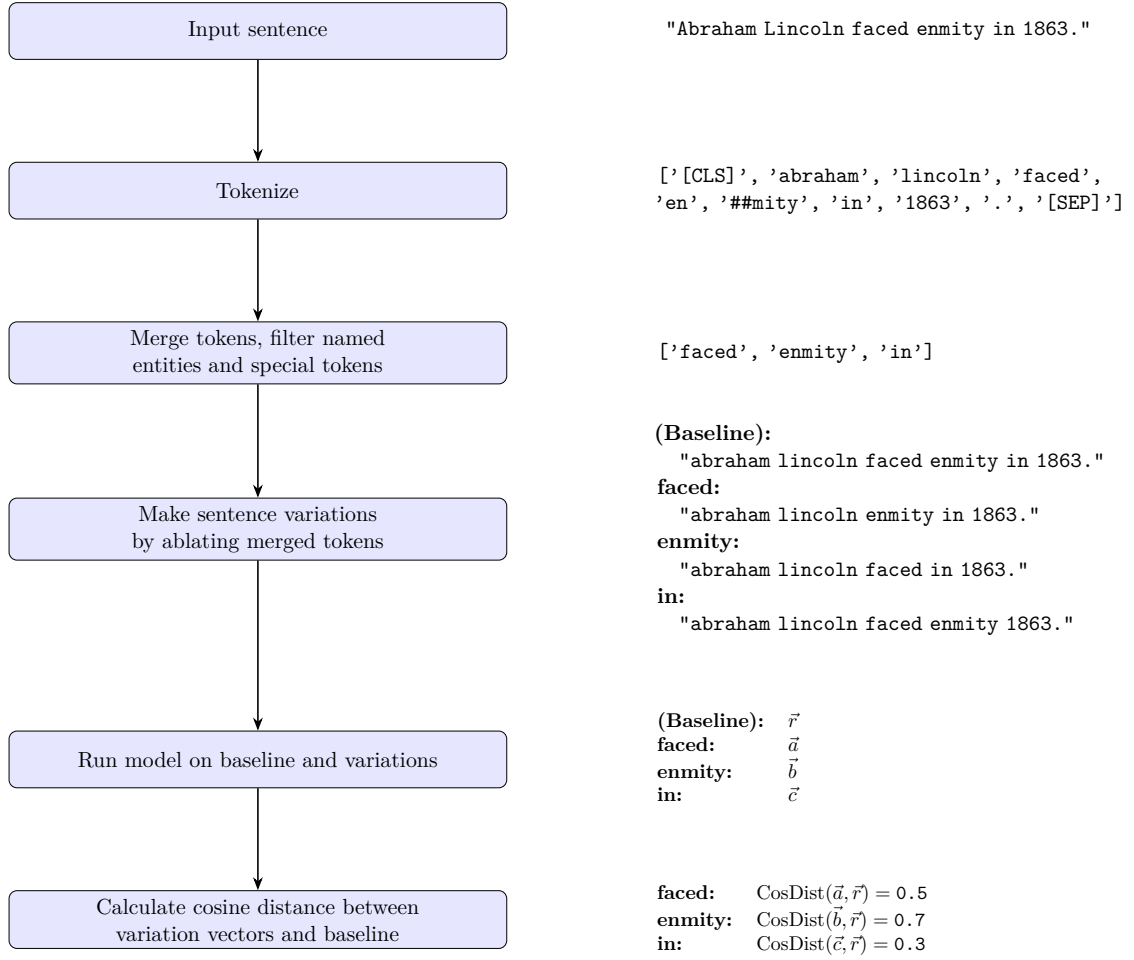 Input sentence
"Abraham Lincoln faced enmity in 1863."
Tokenize
['[CLS]', 'abraham', 'lincoln', 'faced',
'en', '##mity', 'in', '1863', '.', '[SEP]']
Merge tokens, filter named
entities and special tokens
['faced', 'enmity', 'in']
Make sentence variations
by ablating merged tokens
(Baseline):
"abraham lincoln faced enmity in 1863."
faced:
"abraham lincoln enmity in 1863."
enmity:
"abraham lincoln faced in 1863."
in:
"abraham lincoln faced enmity 1863."
Run model on baseline and variations
(Baseline): r⃗
faced: a⃗
enmity: b⃗
in: c⃗
Calculate cosine distance between
variation vectors and baseline
faced: CosDist(a⃗, r⃗) = 0.5
enmity: CosDist(b⃗, r⃗) = 0.7
in: CosDist(c⃗, r⃗) = 0.3